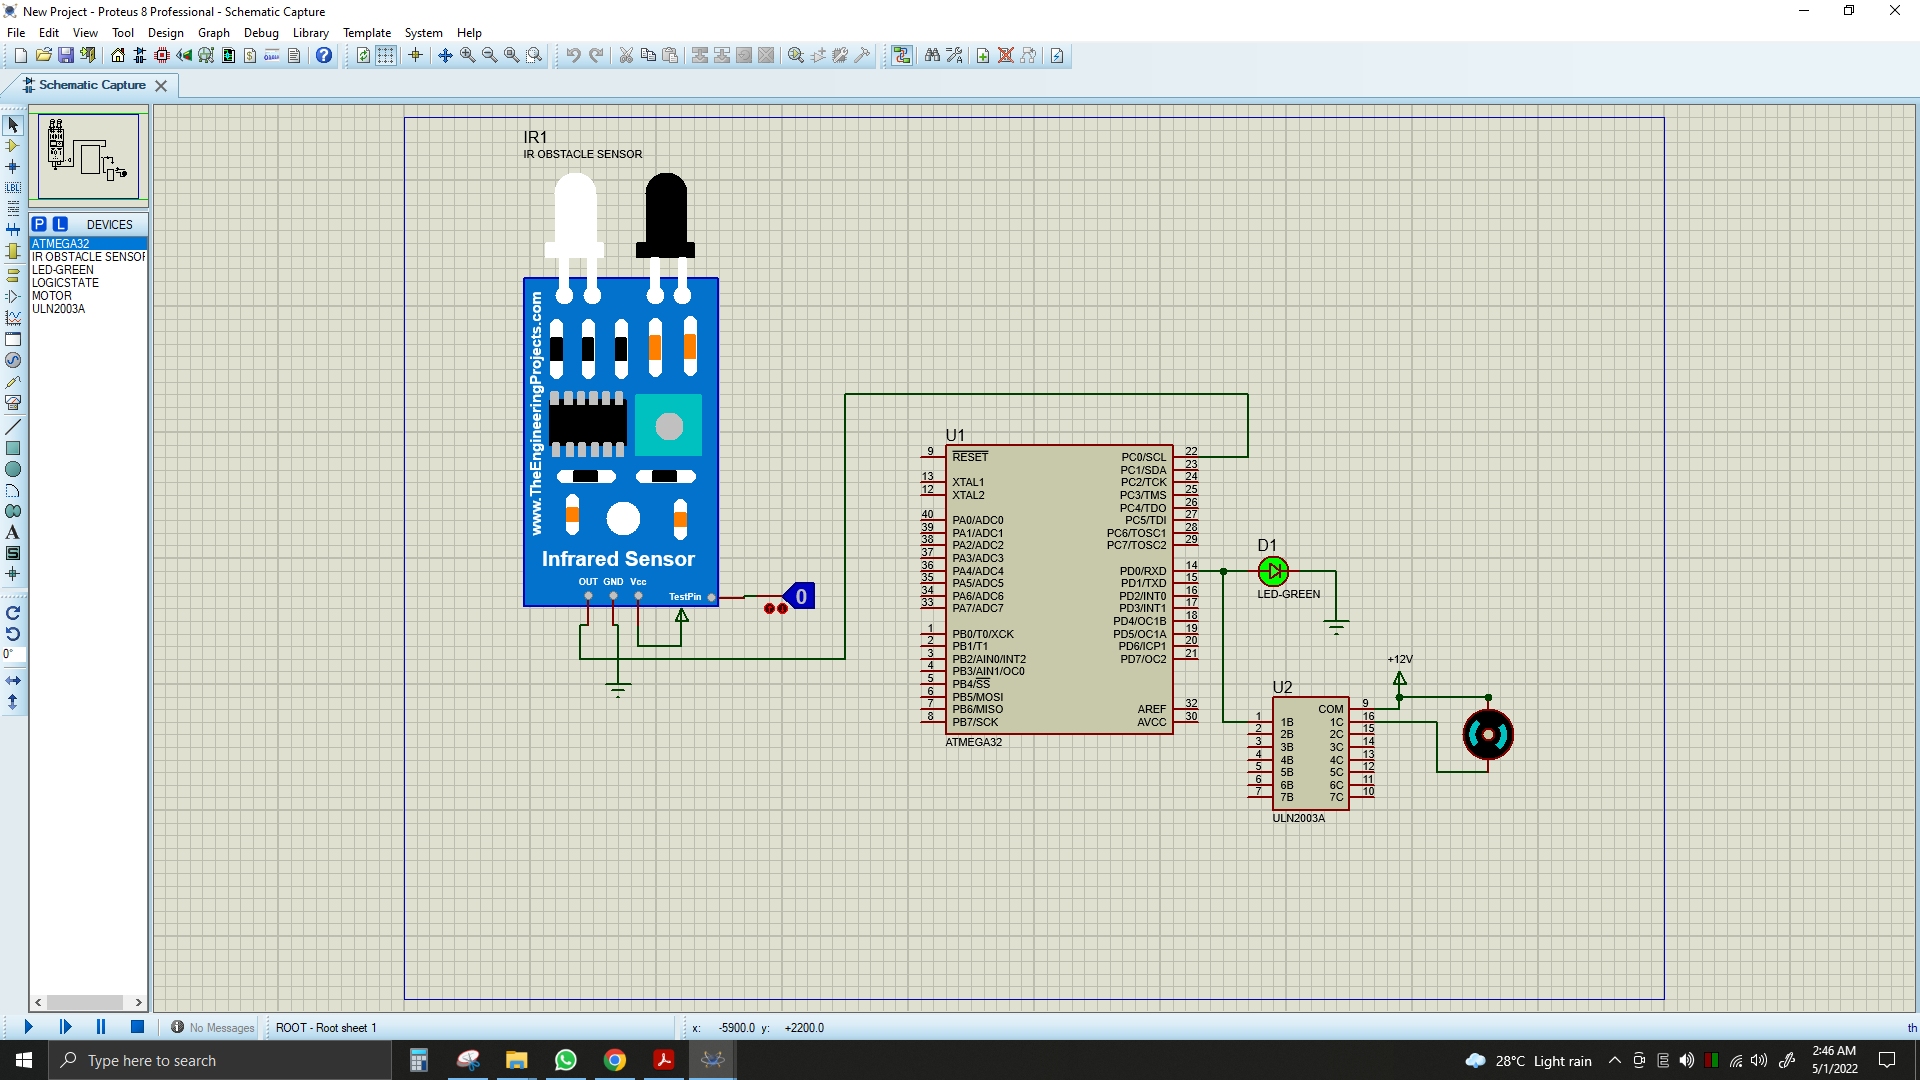 New Project - Proteus 8 Professional - Schematic Capture
File Edit View Tool Design Graph Debug Library Template System Help
Schematic Capture
P L DEVICES
ATMEGA32
IR OBSTACLE SENSOR
LED-GREEN
LOGICSTATE
MOTOR
ULN2003A
LBL
A
S
0°
IR1
IR OBSTACLE SENSOR
www.TheEngineeringProjects.com
Infrared Sensor
OUT GND Vcc
TestPin
0
U1
9 RESET
13 XTAL1
12 XTAL2
40 PA0/ADC0
39 PA1/ADC1
38 PA2/ADC2
37 PA3/ADC3
36 PA4/ADC4
35 PA5/ADC5
34 PA6/ADC6
33 PA7/ADC7
1 PB0/T0/XCK
2 PB1/T1
3 PB2/AIN0/INT2
4 PB3/AIN1/OC0
5 PB4/SS
6 PB5/MOSI
7 PB6/MISO
8 PB7/SCK
PC0/SCL 22
PC1/SDA 23
PC2/TCK 24
PC3/TMS 25
PC4/TDO 26
PC5/TDI 27
PC6/TOSC1 28
PC7/TOSC2 29
PD0/RXD 14
PD1/TXD 15
PD2/INT0 16
PD3/INT1 17
PD4/OC1B 18
PD5/OC1A 19
PD6/ICP1 20
PD7/OC2 21
AREF 32
AVCC 30
ATMEGA32
D1
LED-GREEN
+12V
U2
1 1B
2 2B
3 3B
4 4B
5 5B
6 6B
7 7B
COM 9
1C 16
2C 15
3C 14
4C 13
5C 12
6C 11
7C 10
ULN2003A
No Messages
ROOT - Root sheet 1
x: -5900.0 y: +2200.0
th
Type here to search
28°C Light rain
2:46 AM
5/1/2022